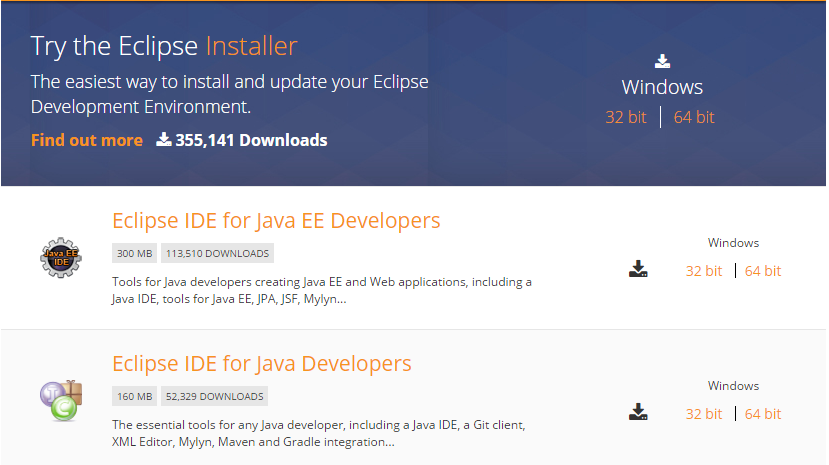 Try the Eclipse Installer
The easiest way to install and update your Eclipse
Development Environment.
Find out more 355,141 Downloads
Windows
32 bit | 64 bit
Java EE
IDE
Eclipse IDE for Java EE Developers
300 MB 113,510 DOWNLOADS
Tools for Java developers creating Java EE and Web applications, including a
Java IDE, tools for Java EE, JPA, JSF, Mylyn...
Windows
32 bit | 64 bit
J
C
Eclipse IDE for Java Developers
160 MB 52,329 DOWNLOADS
The essential tools for any Java developer, including a Java IDE, a Git client,
XML Editor, Mylyn, Maven and Gradle integration...
Windows
32 bit | 64 bit